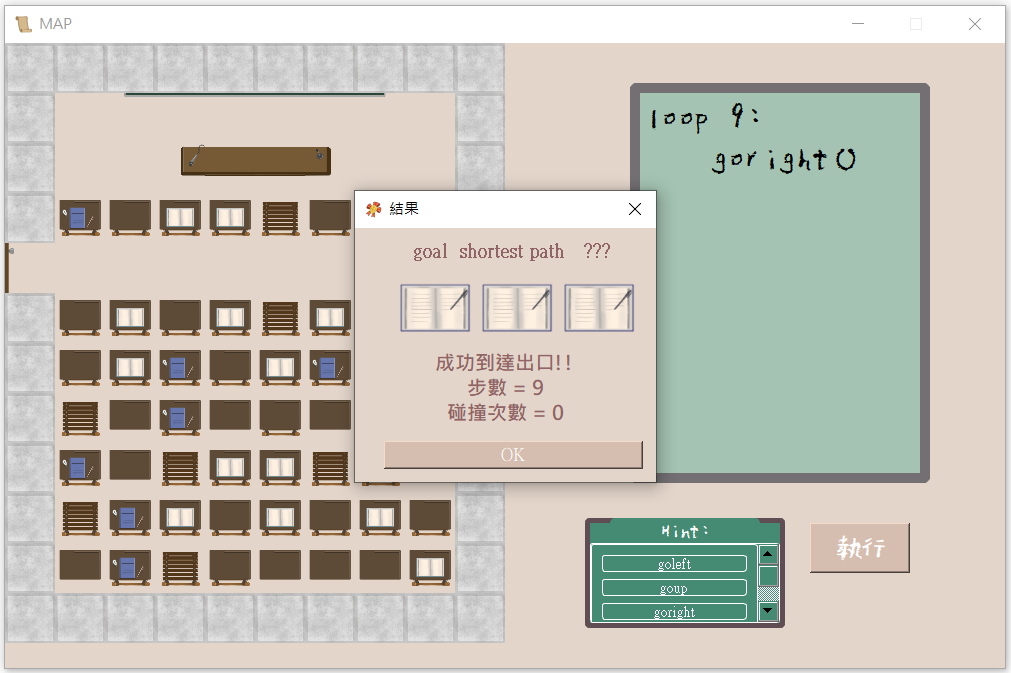 MAP
loop 9:
goright()
結果
goal shortest path ???
成功到達出口!!
步數 = 9
碰撞次數 = 0
OK
Hint:
goleft
goup
goright
執行